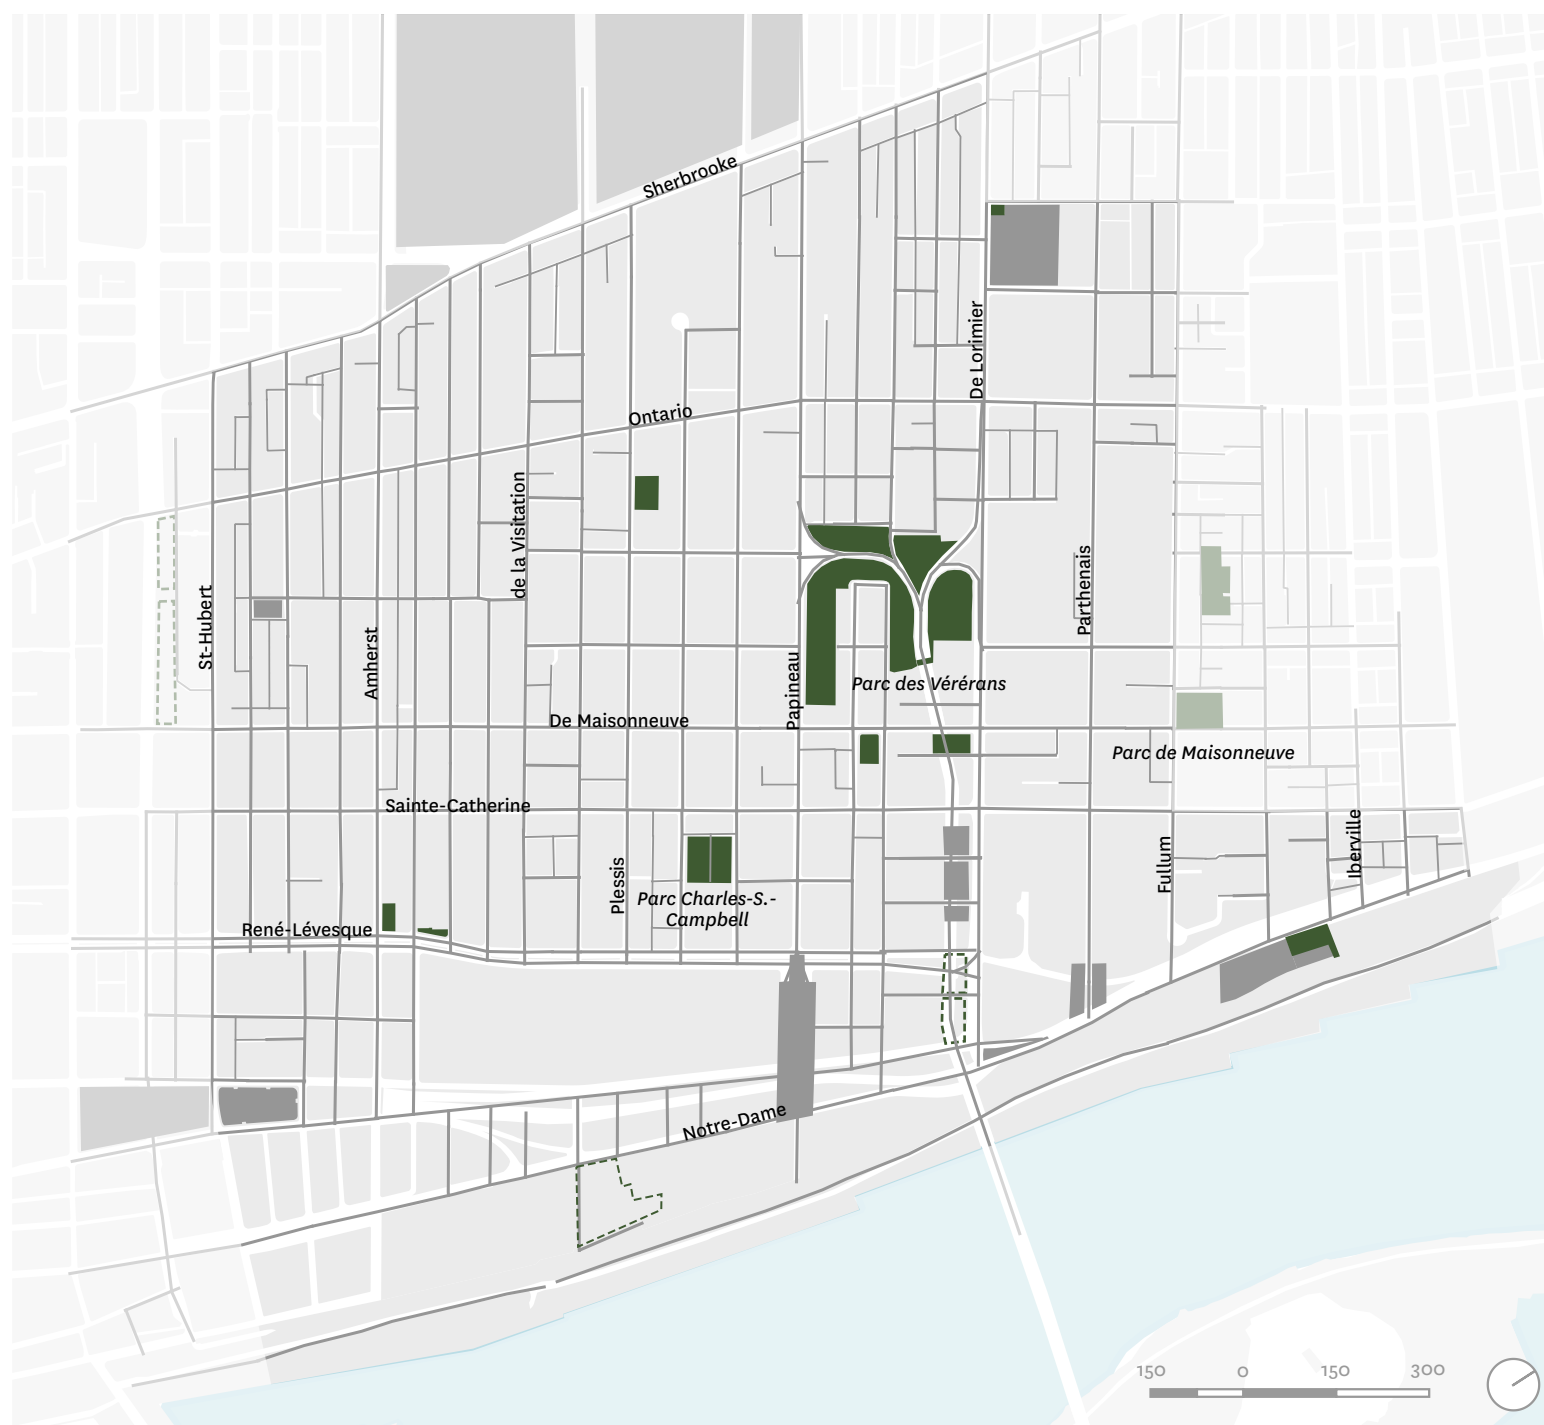 Sherbrooke
De Lorimier
Ontario
de la Visitation
Parthenais
St-Hubert
Amherst
Papineau
Parc des Vérérans
De Maisonneuve
Parc de Maisonneuve
Sainte-Catherine
Iberville
Fullum
Plessis
Parc Charles-S.-
Campbell
René-Lévesque
Notre-Dame
150 0 150 300